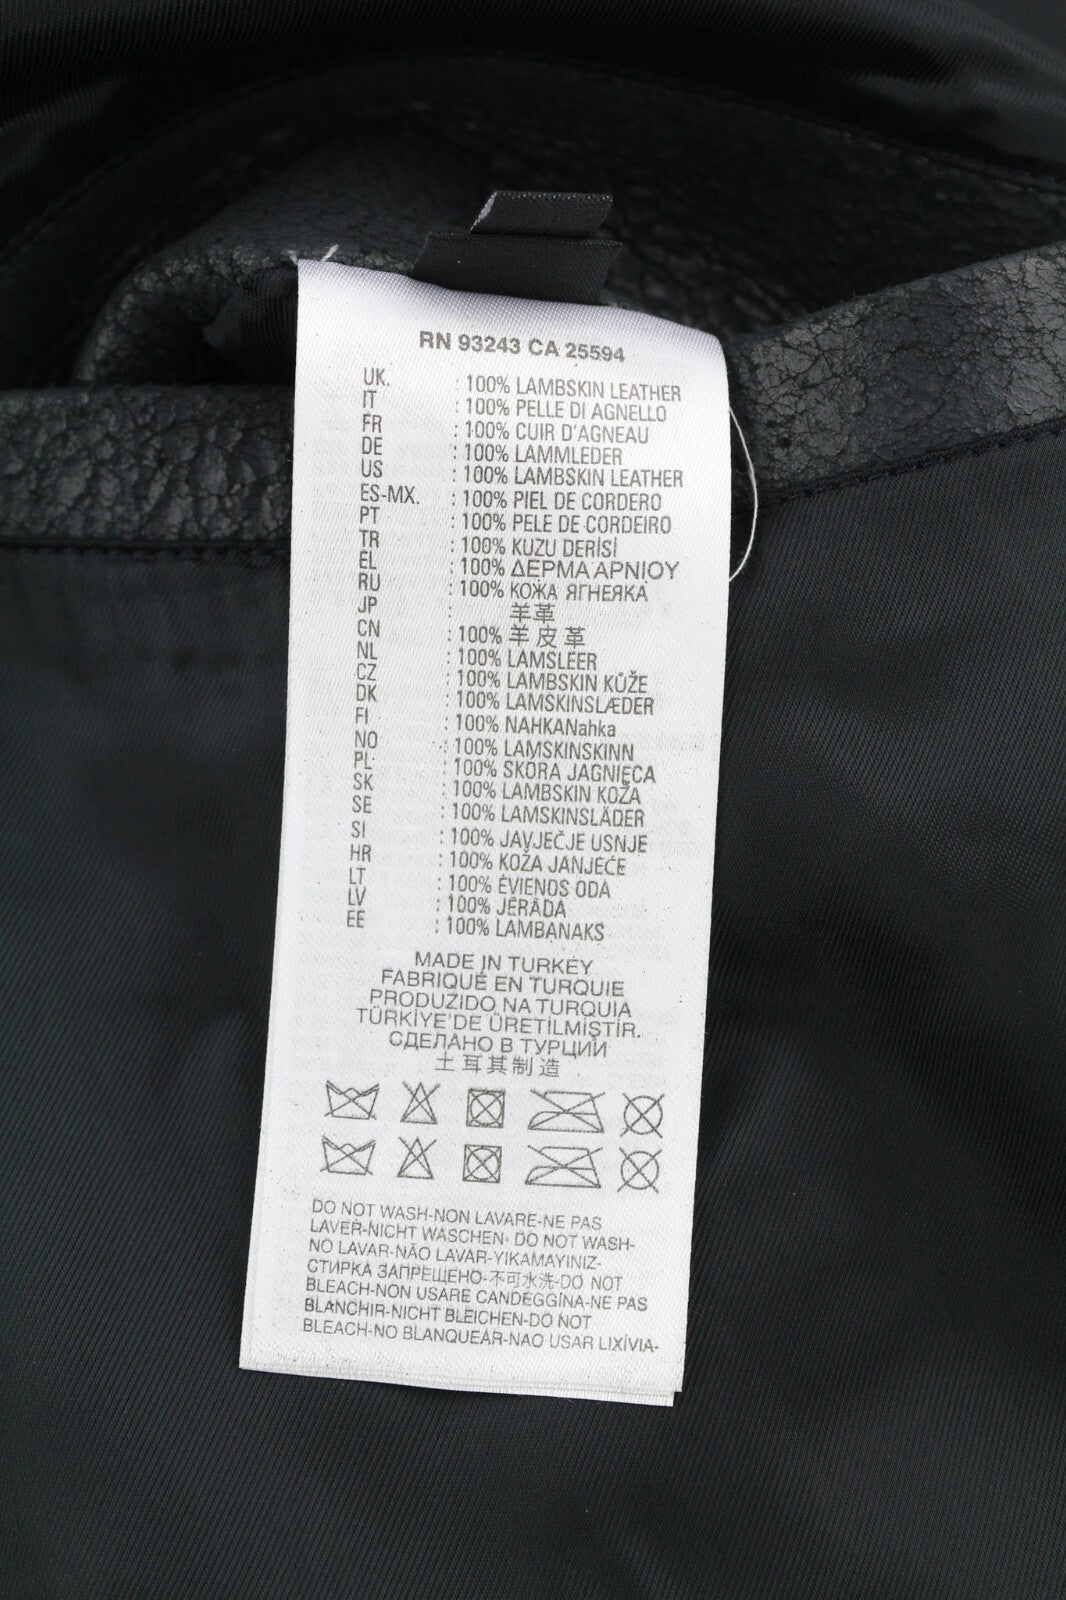 RN 93243 CA 25594
UK. : 100% LAMBSKIN LEATHER
IT : 100% PELLE DI AGNELLO
FR : 100% CUIR D'AGNEAU
DE : 100% LAMMLEDER
US : 100% LAMBSKIN LEATHER
ES-MX. : 100% PIEL DE CORDERO
PT : 100% PELE DE CORDEIRO
TR : 100% KUZU DERİSİ
EL : 100% ΔΕΡΜΑ ΑΡΝΙΟΥ
RU : 100% КОЖА ЯГНЕЯКА
JP : 羊革
CN : 100% 羊皮革
NL : 100% LAMSLEER
CZ : 100% LAMBSKIN KŮŽE
DK : 100% LAMSKINSLÆDER
FI : 100% NAHKANahka
NO : 100% LAMSKINSKINN
PL : 100% SKORA JAGNIĘCA
SK : 100% LAMBSKIN KOŽA
SE : 100% LAMSKINSLÄDER
SI : 100% JAVJEČJE USNJE
HR : 100% KOŽA JANJEĆE
LT : 100% ĖVIENOS ODA
LV : 100% JĒRĀDA
EE : 100% LAMBANAKS
MADE IN TURKEY
FABRIQUÉ EN TURQUIE
PRODUZIDO NA TURQUIA
TÜRKİYE'DE ÜRETİLMİŞTİR.
СДЕЛАНО В ТУРЦИИ
土耳其制造
DO NOT WASH-NON LAVARE-NE PAS
LAVER-NICHT WASCHEN- DO NOT WASH-
NO LAVAR-NÃO LAVAR-YIKAMAYINIZ-
СТИРКА ЗАПРЕЩЕНО-不可水洗-DO NOT
BLEACH-NON USARE CANDEGGINA-NE PAS
BLANCHIR-NICHT BLEICHEN-DO NOT
BLEACH-NO BLANQUEAR-NAO USAR LIXÍVIA-